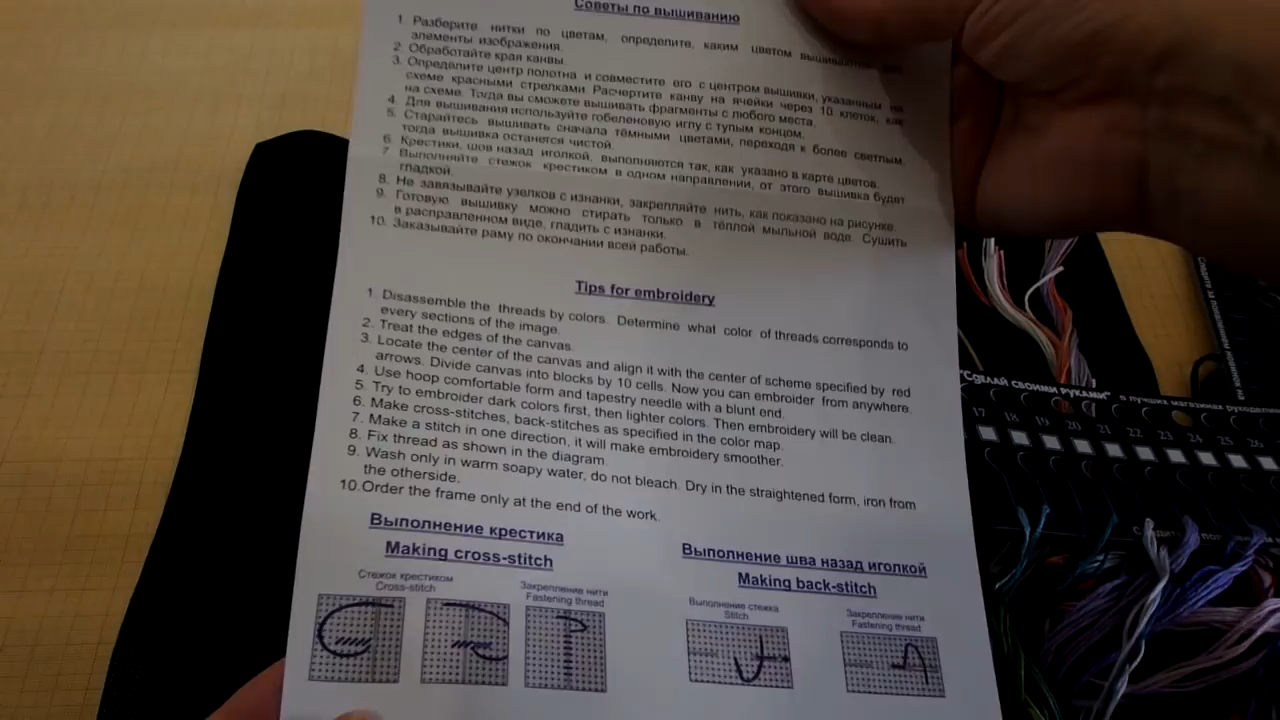 Советы по вышиванию
1. Разберите нитки по цветам, определите, каким цветом
элементы изображения.
2. Обработайте края канвы.
3. Определите центр полотна и совместите его с центром вышивки, указанным на
схеме красными стрелками Расчертите канву на ячейки через 10 клеток, как
на схеме. Тогда вы сможете вышивать фрагменты с любого места.
4. Для вышивания используйте гобеленовую иглу с тупым концом.
5. Старайтесь вышивать сначала тёмными цветами, переходя к более светлым,
тогда вышивка останется чистой.
6. Крестики, шов назад иголкой, выполняются так, как указано в карте цветов.
7 Выполняйте стежок крестиком в одном направлении, от этого вышивка будет
гладкой.
8. Не завязывайте узелков с изнанки, закрепляйте нить, как показано на рисунке.
9. Готовую вышивку можно стирать только в тёплой мыльной воде. Сушить
в расправленном виде, гладить с изнанки.
10. Заказывайте раму по окончании всей работы.
Tips for embroidery
1. Disassemble the threads by colors. Determine what color of threads corresponds to
every sections of the image.
2. Treat the edges of the canvas.
3. Locate the center of the canvas and align it with the center of scheme specified by red
arrows. Divide canvas into blocks by 10 cells. Now you can embroider from anywhere.
4. Use hoop comfortable form and tapestry needle with a blunt end.
5. Try to embroider dark colors first, then lighter colors. Then embroidery will be clean.
6. Make cross-stitches, back-stitches as specified in the color map.
7. Make a stitch in one direction, it will make embroidery smoother.
8. Fix thread as shown in the diagram.
9. Wash only in warm soapy water, do not bleach. Dry in the straightened form, iron from
the otherside.
10. Order the frame only at the end of the work.
Выполнение крестика
Making cross-stitch
Стежок крестиком
Cross-stitch
Закрепление нити
Fastening thread
Выполнение шва назад иголкой
Making back-stitch
Выполнение стежка
Stitch
Закрепление нити
Fastening thread
"Сделай своими руками" в лучших магазинах
17 18 19 20 21 22 23 24 25 26